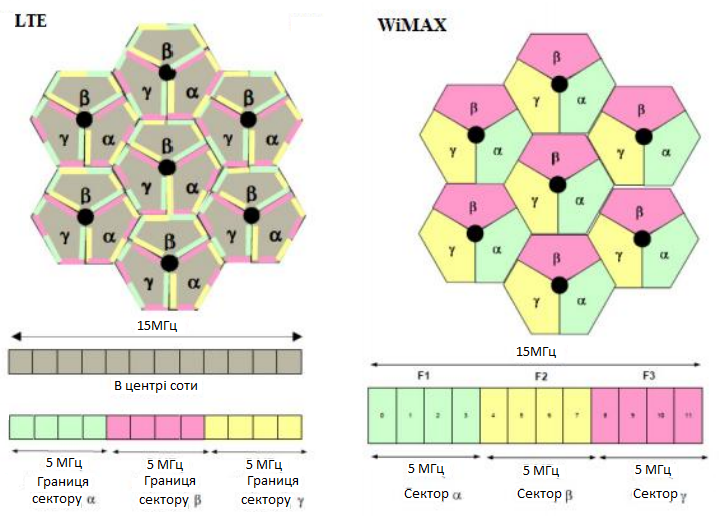 LTE
WiMAX
β
γ α
β
γ α
β
γ α
β
γ α
β
γ α
β
γ α
β
γ α
β
γ α
β
γ α
β
γ α
β
γ α
β
γ α
β
γ α
β
γ α
15МГц
В центрі соти
5 МГц
Границя
сектору α
5 МГц
Границя
сектору β
5 МГц
Границя
сектору γ
15МГц
F1 F2 F3
0 1 2 3 4 5 6 7 8 9 10 11
5 МГц
Сектор α
5 МГц
Сектор β
5 МГц
Сектор γ